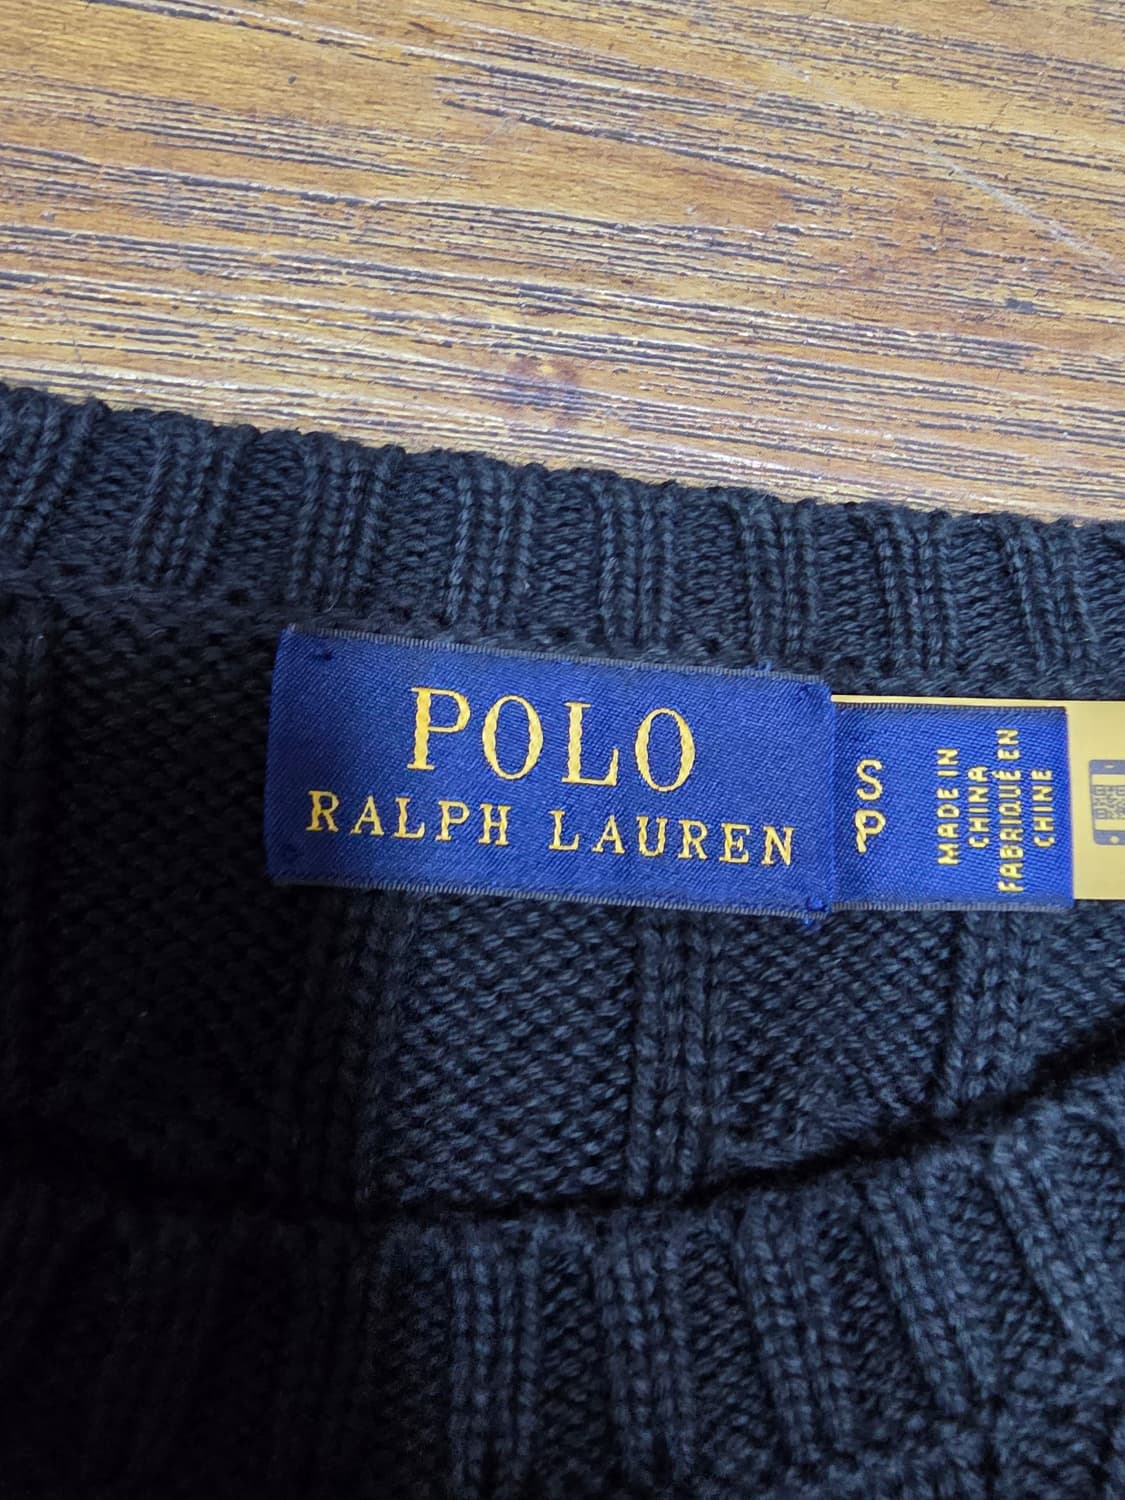 POLO
RALPH LAUREN
S
P
MADE IN
CHINA
FABRIQUÉ EN
CHINE